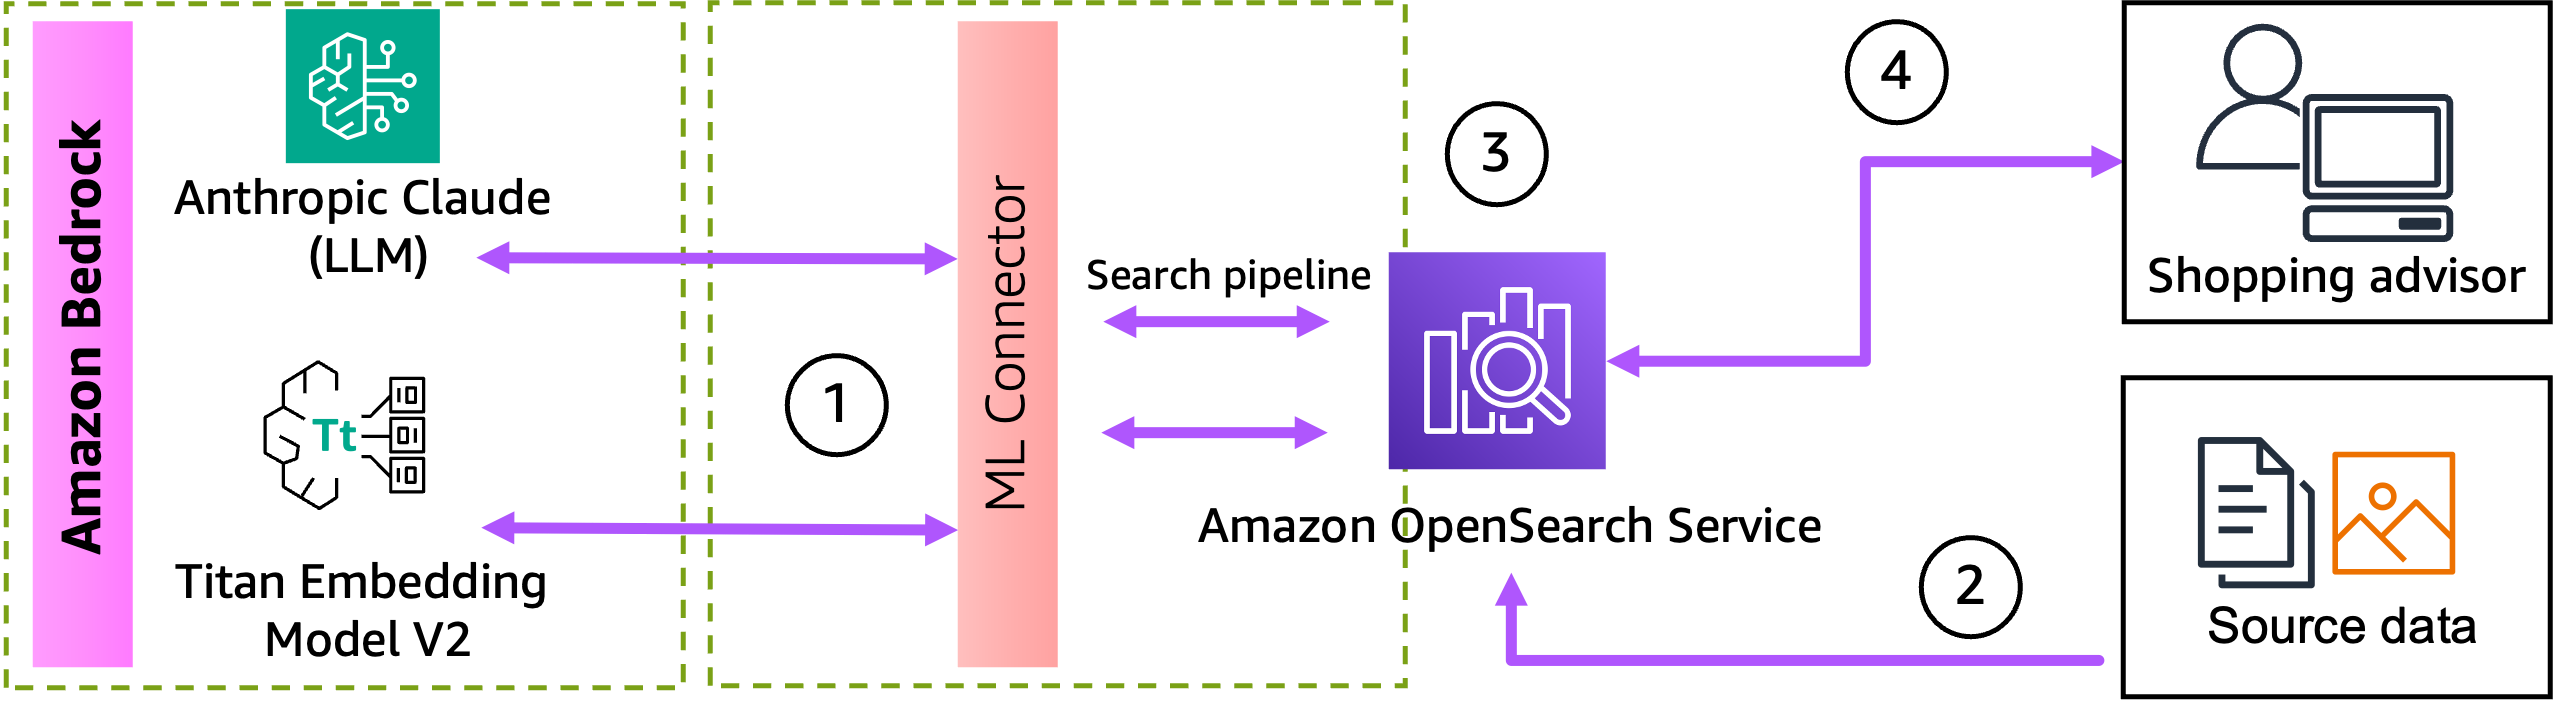 Amazon Bedrock
Anthropic Claude
(LLM)
Tt
Titan Embedding
Model V2
1
ML Connector
Search pipeline
3
Amazon OpenSearch Service
4
Shopping advisor
2
Source data